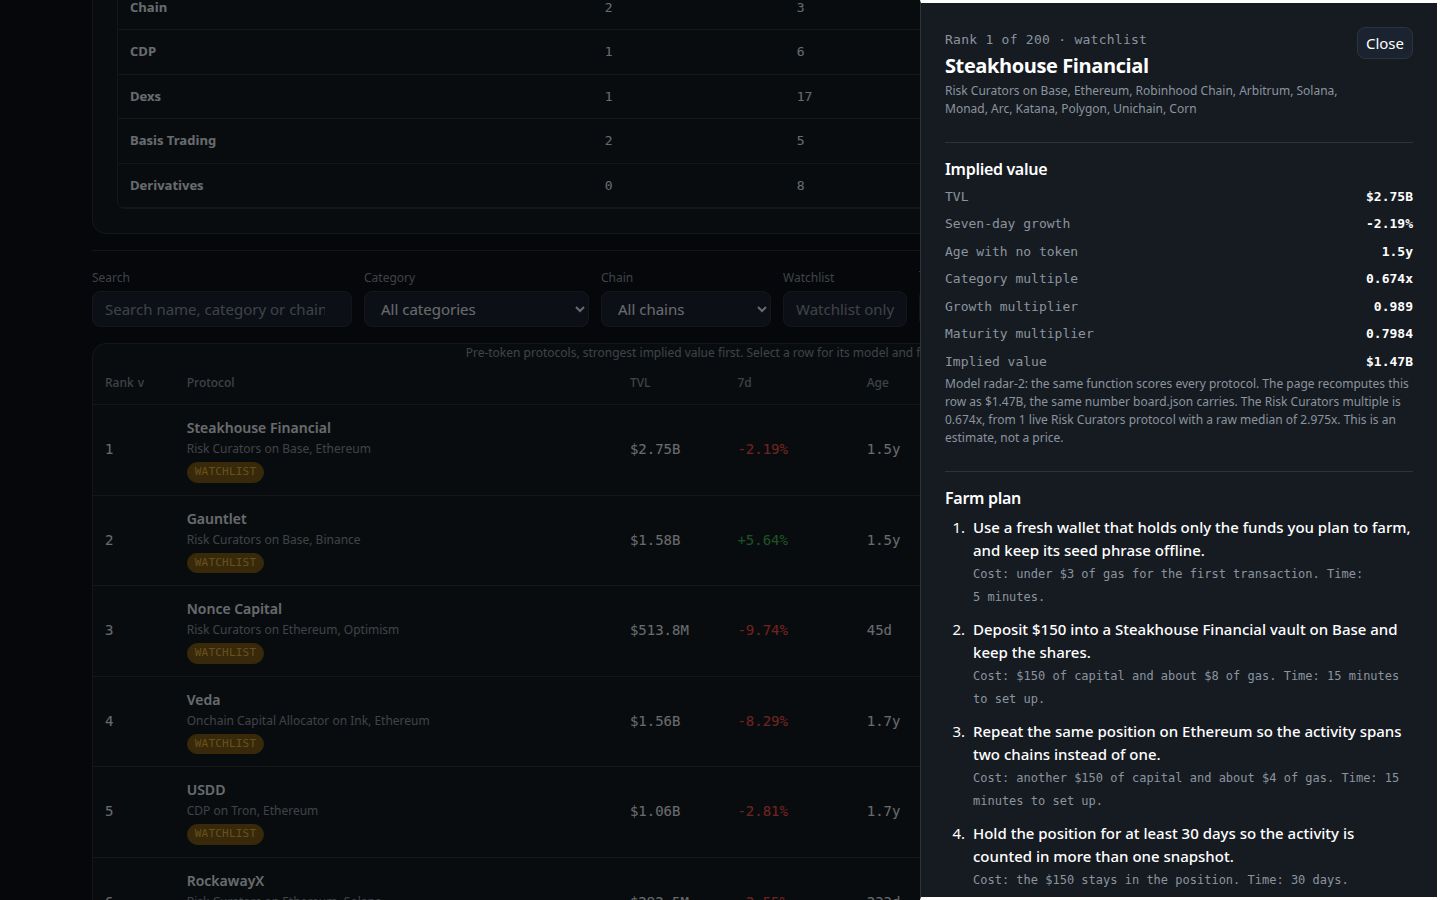 Chain 2 3
CDP 1 6
Dexs 1 17
Basis Trading 2 5
Derivatives 0 8
Search Category Chain Watchlist
Search name, category or chain All categories All chains Watchlist only
Pre-token protocols, strongest implied value first. Select a row for its model and f
Rank v Protocol TVL 7d Age
Steakhouse Financial
1 Risk Curators on Base, Ethereum $2.75B -2.19% 1.5y
WATCHLIST
Gauntlet
2 Risk Curators on Base, Binance $1.58B +5.64% 1.5y
WATCHLIST
Nonce Capital
3 Risk Curators on Ethereum, Optimism $513.8M -9.74% 45d
WATCHLIST
Veda
4 Onchain Capital Allocator on Ink, Ethereum $1.56B -8.29% 1.7y
WATCHLIST
USDD
5 CDP on Tron, Ethereum $1.06B -2.81% 1.7y
WATCHLIST
RockawayX
Rank 1 of 200 · watchlist
Close
Steakhouse Financial
Risk Curators on Base, Ethereum, Robinhood Chain, Arbitrum, Solana,
Monad, Arc, Katana, Polygon, Unichain, Corn
Implied value
TVL $2.75B
Seven-day growth -2.19%
Age with no token 1.5y
Category multiple 0.674x
Growth multiplier 0.989
Maturity multiplier 0.7984
Implied value $1.47B
Model radar-2: the same function scores every protocol. The page recomputes this
row as $1.47B, the same number board.json carries. The Risk Curators multiple is
0.674x, from 1 live Risk Curators protocol with a raw median of 2.975x. This is an
estimate, not a price.
Farm plan
1. Use a fresh wallet that holds only the funds you plan to farm,
and keep its seed phrase offline.
Cost: under $3 of gas for the first transaction. Time:
5 minutes.
2. Deposit $150 into a Steakhouse Financial vault on Base and
keep the shares.
Cost: $150 of capital and about $8 of gas. Time: 15 minutes
to set up.
3. Repeat the same position on Ethereum so the activity spans
two chains instead of one.
Cost: another $150 of capital and about $4 of gas. Time: 15
minutes to set up.
4. Hold the position for at least 30 days so the activity is
counted in more than one snapshot.
Cost: the $150 stays in the position. Time: 30 days.